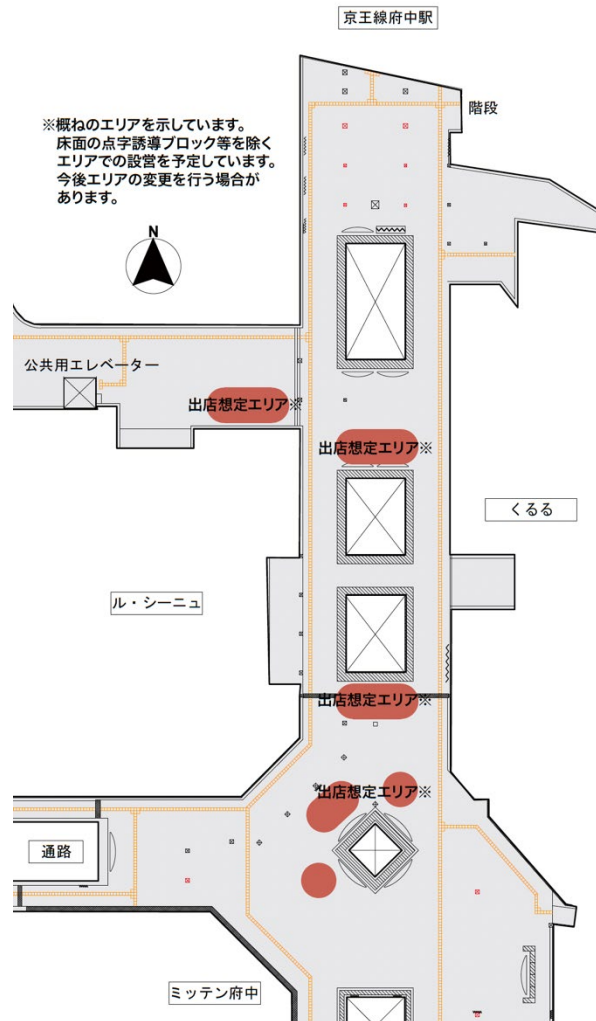 京王線府中駅
階段
※概ねのエリアを示しています。
床面の点字誘導ブロック等を除く
エリアでの設営を予定しています。
今後エリアの変更を行う場合が
あります。
N
公共用エレベーター
出店想定エリア※
出店想定エリア※
くるる
ル・シーニュ
出店想定エリア※
出店想定エリア※
通路
ミッテン府中